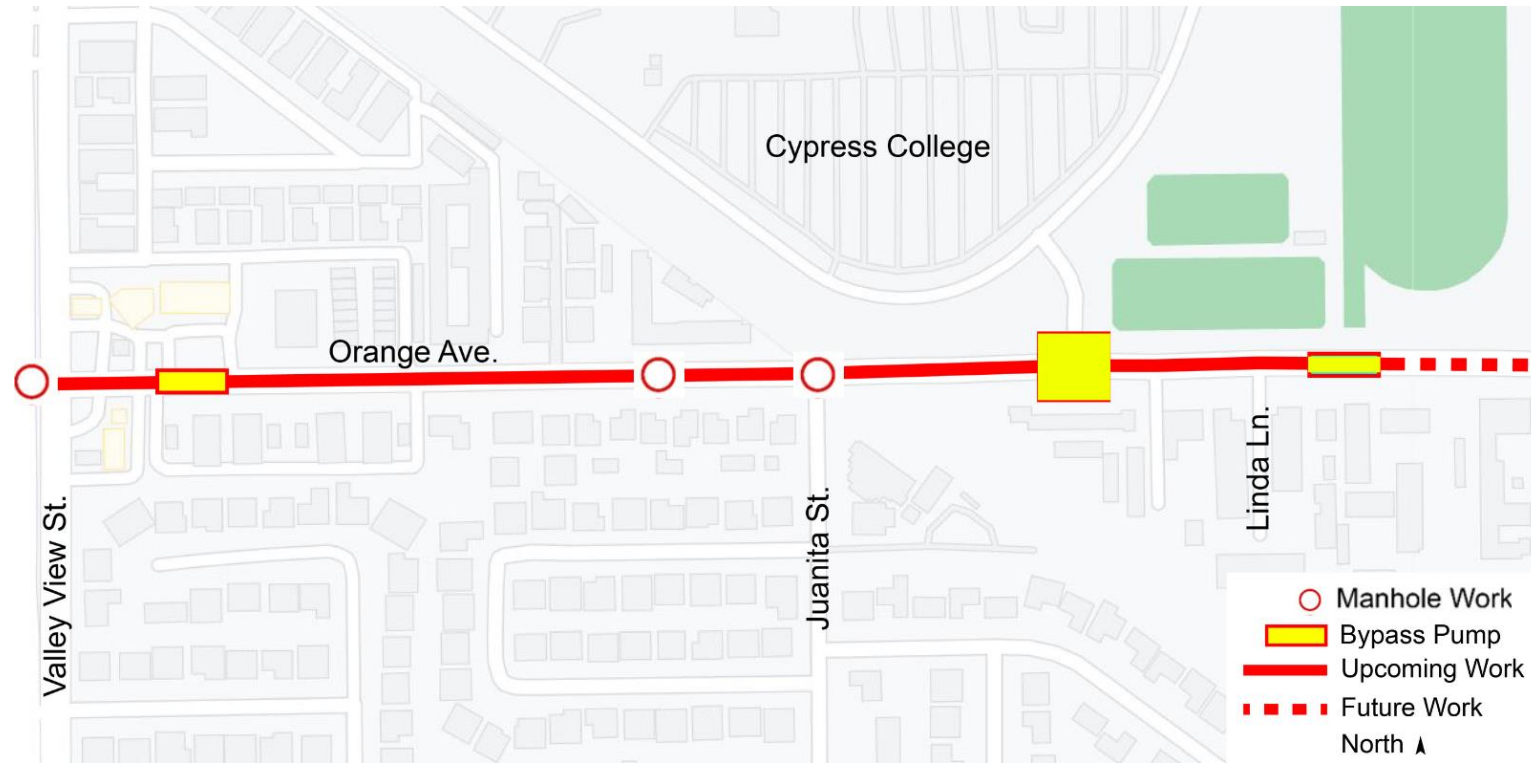 Cypress College
Orange Ave.
Valley View St.
Juanita St.
Linda Ln.
Manhole Work
Bypass Pump
Upcoming Work
Future Work
North